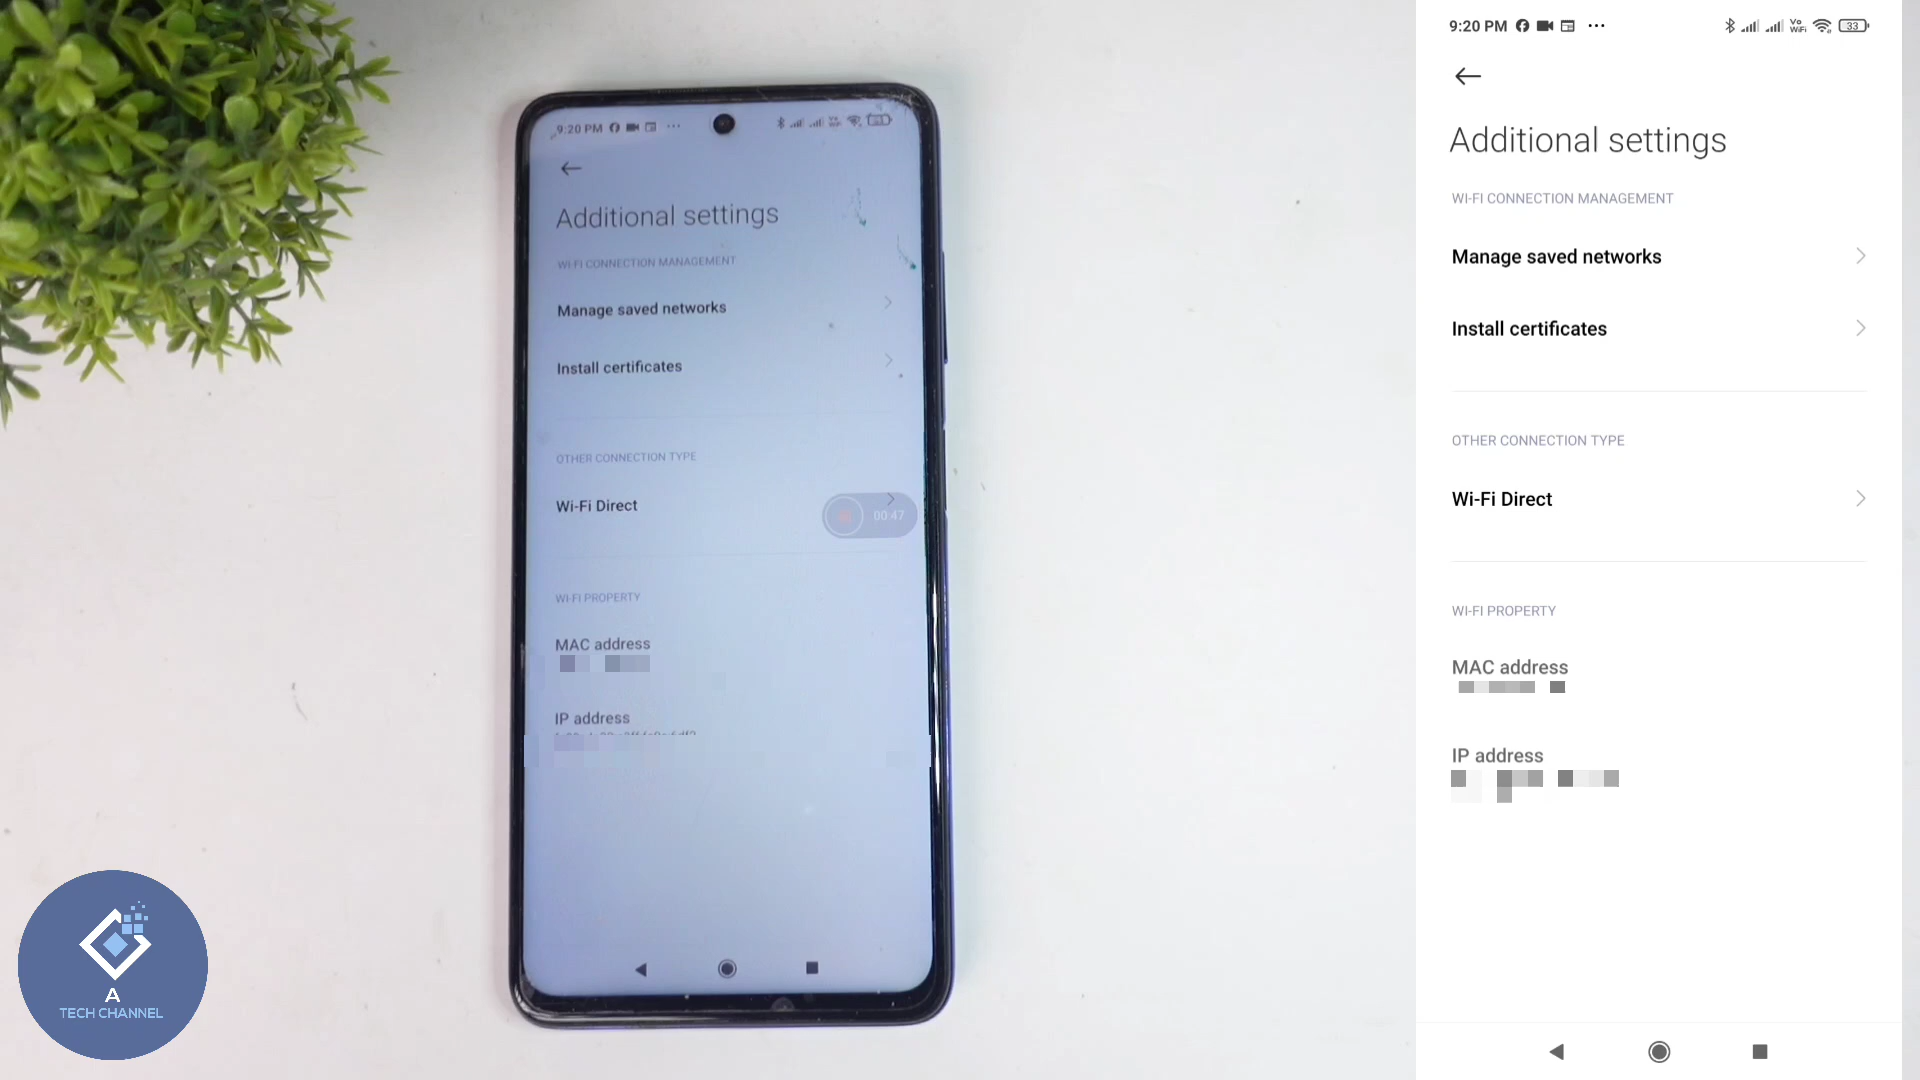 9:20 PM
Additional settings
WI-FI CONNECTION MANAGEMENT
Manage saved networks
Install certificates
OTHER CONNECTION TYPE
Wi-Fi Direct
00:47
WI-FI PROPERTY
MAC address
IP address
A
TECH CHANNEL
9:20 PM
Vo
WiFi
33
Additional settings
WI-FI CONNECTION MANAGEMENT
Manage saved networks
Install certificates
OTHER CONNECTION TYPE
Wi-Fi Direct
WI-FI PROPERTY
MAC address
IP address